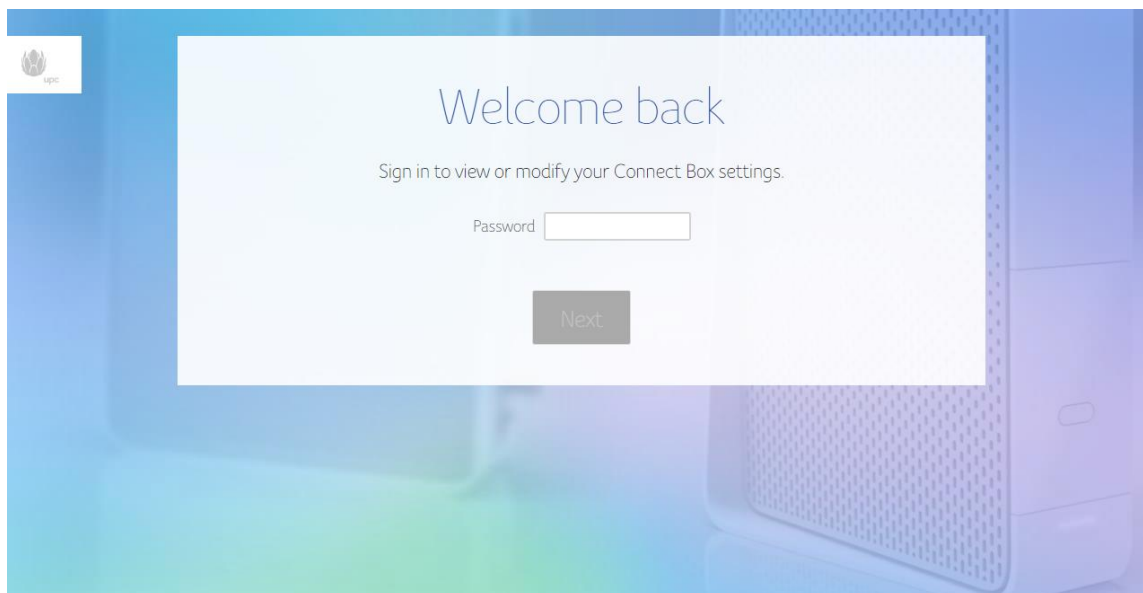 upc
Welcome back
Sign in to view or modify your Connect Box settings.
Password
Next